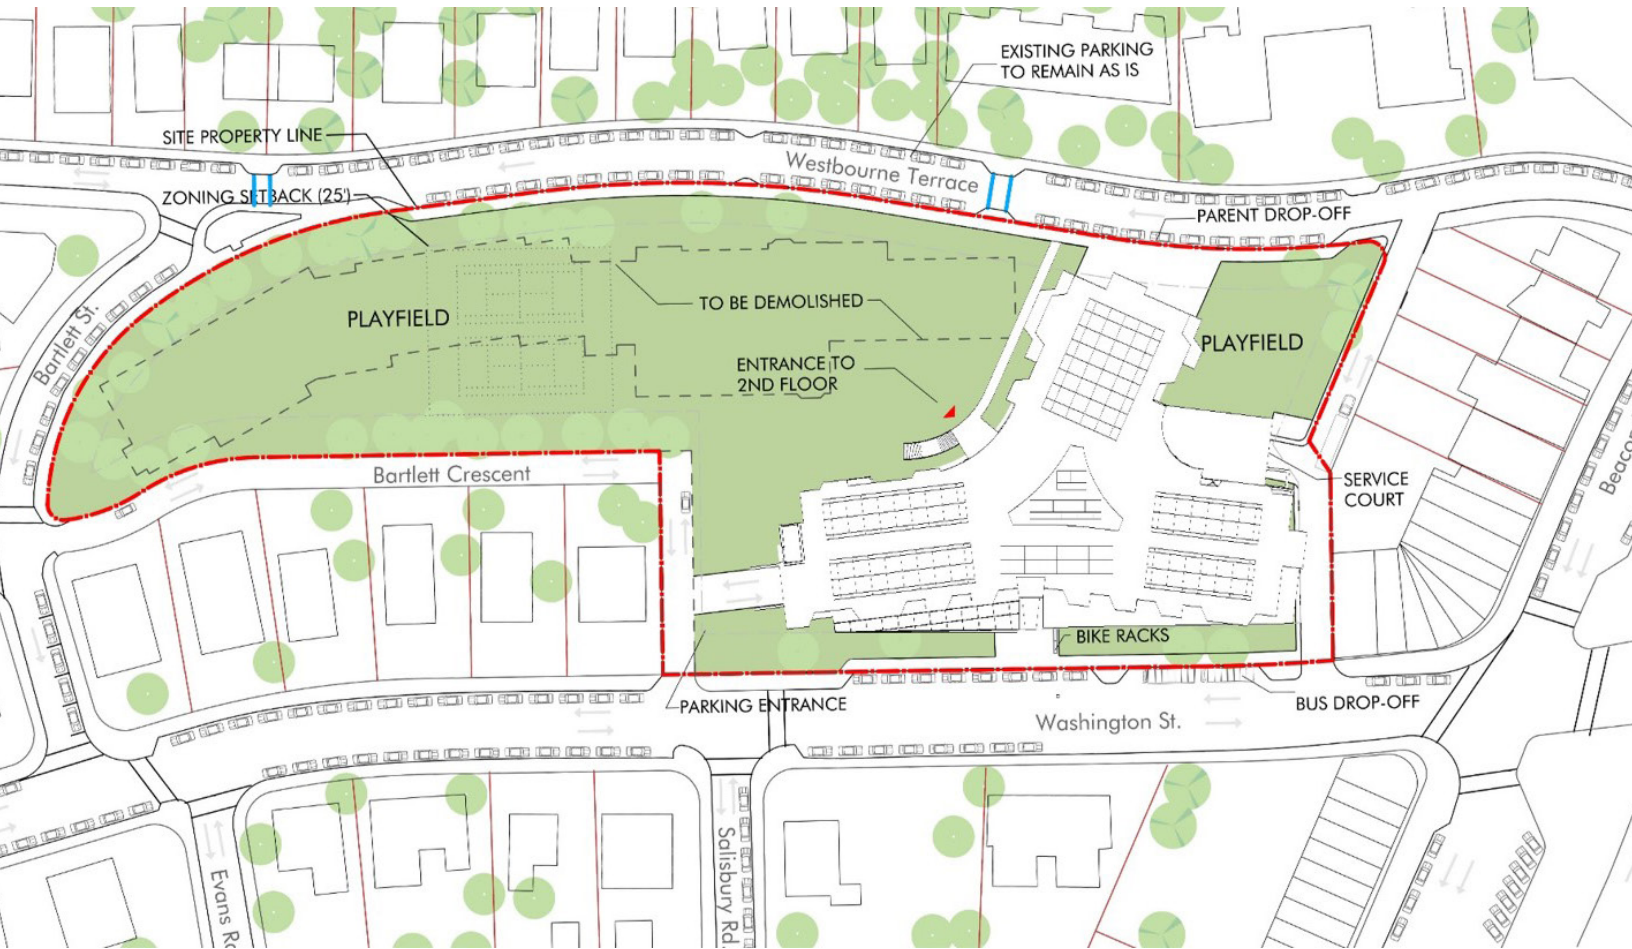 EXISTING PARKING
TO REMAIN AS IS
SITE PROPERTY LINE
Westbourne Terrace
ZONING SETBACK (25')
PARENT DROP-OFF
TO BE DEMOLISHED
PLAYFIELD
PLAYFIELD
Bartlett St.
ENTRANCE TO
2ND FLOOR
Bartlett Crescent
SERVICE
COURT
BIKE RACKS
PARKING ENTRANCE
BUS DROP-OFF
Washington St.
Salisbury Rd.